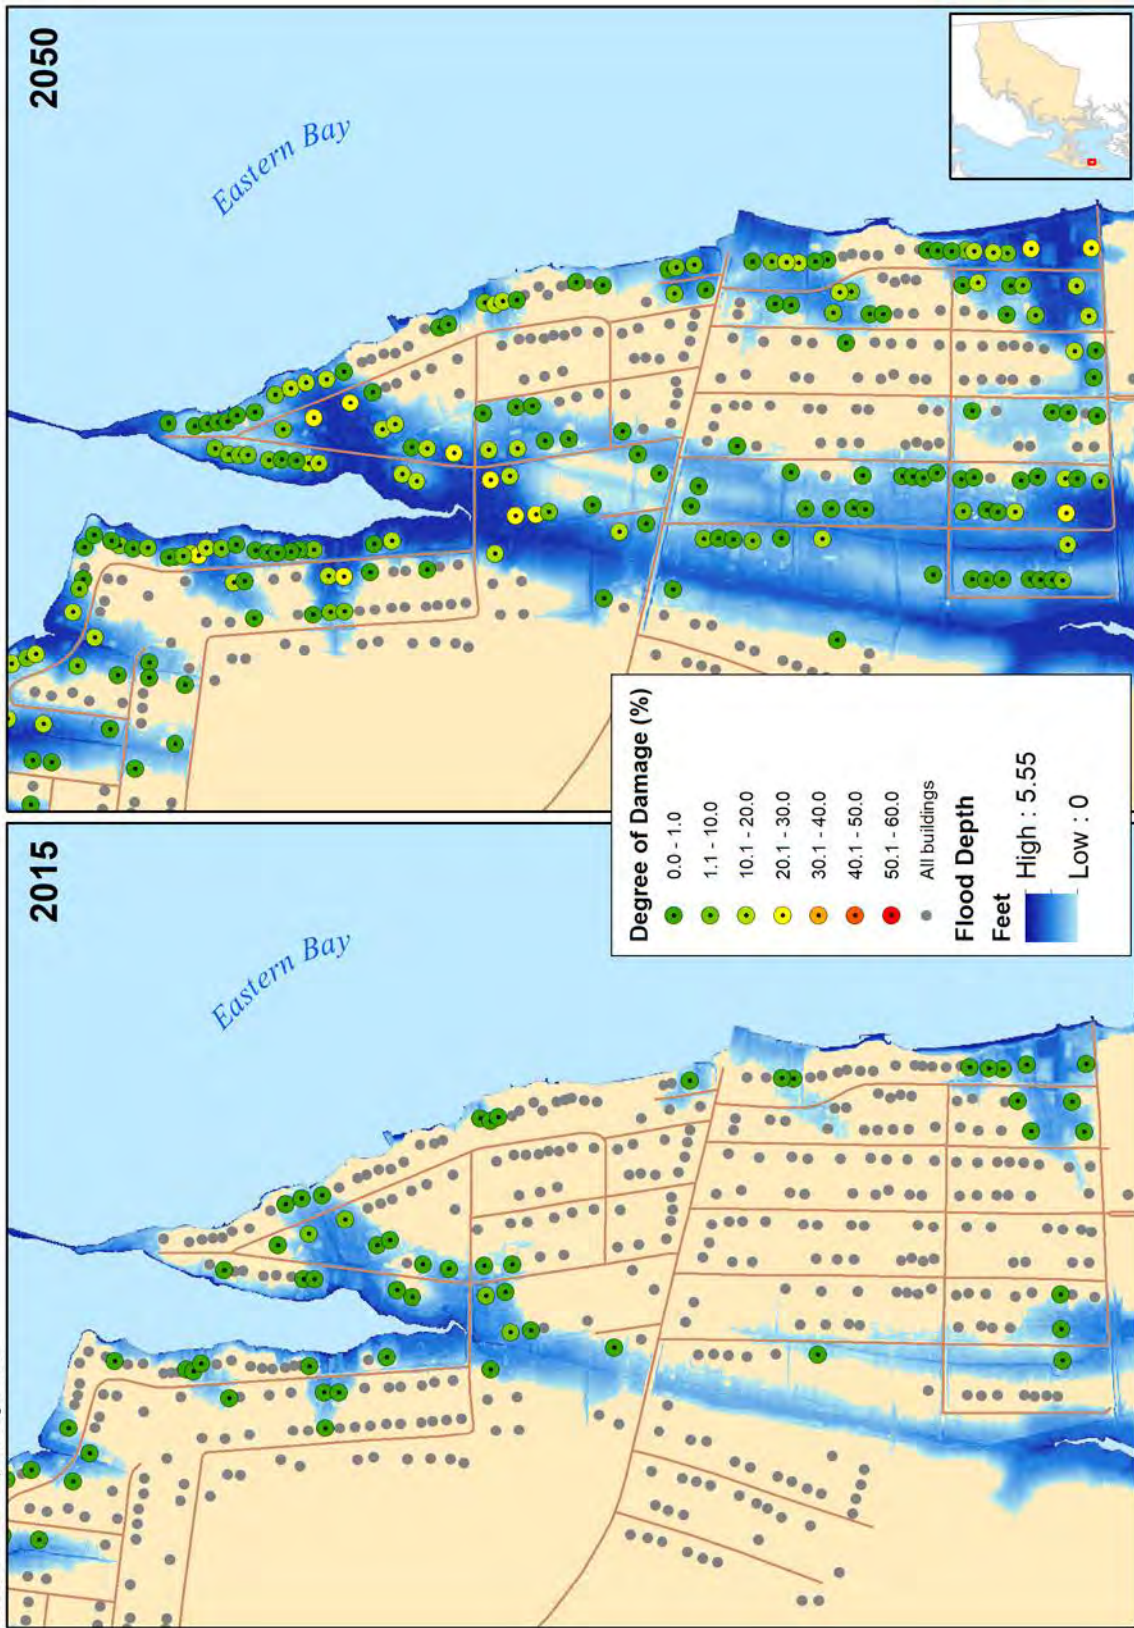 2015
Eastern Bay
2050
Eastern Bay
Degree of Damage (%)
0.0 - 1.0
1.1 - 10.0
10.1 - 20.0
20.1 - 30.0
30.1 - 40.0
40.1 - 50.0
50.1 - 60.0
All buildings
Flood Depth
Feet
High : 5.55
Low : 0